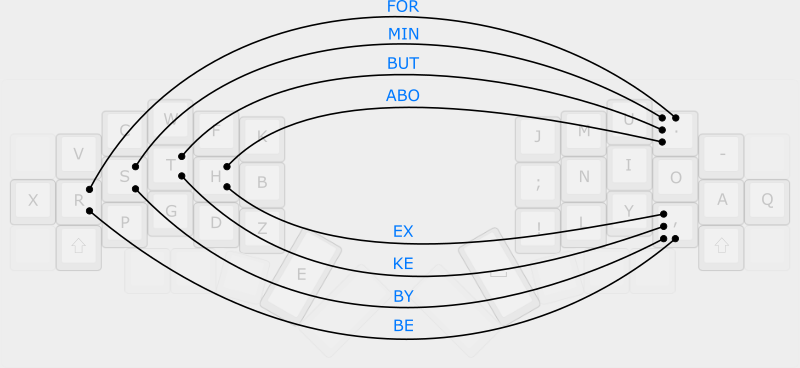 FOR
MIN
BUT
ABO
W U
C F K J M .
V T I -
S H B ; N O
X R A Q
P G D Z ! L Y ,
⇧ ⇧
E
EX
KE
BY
BE